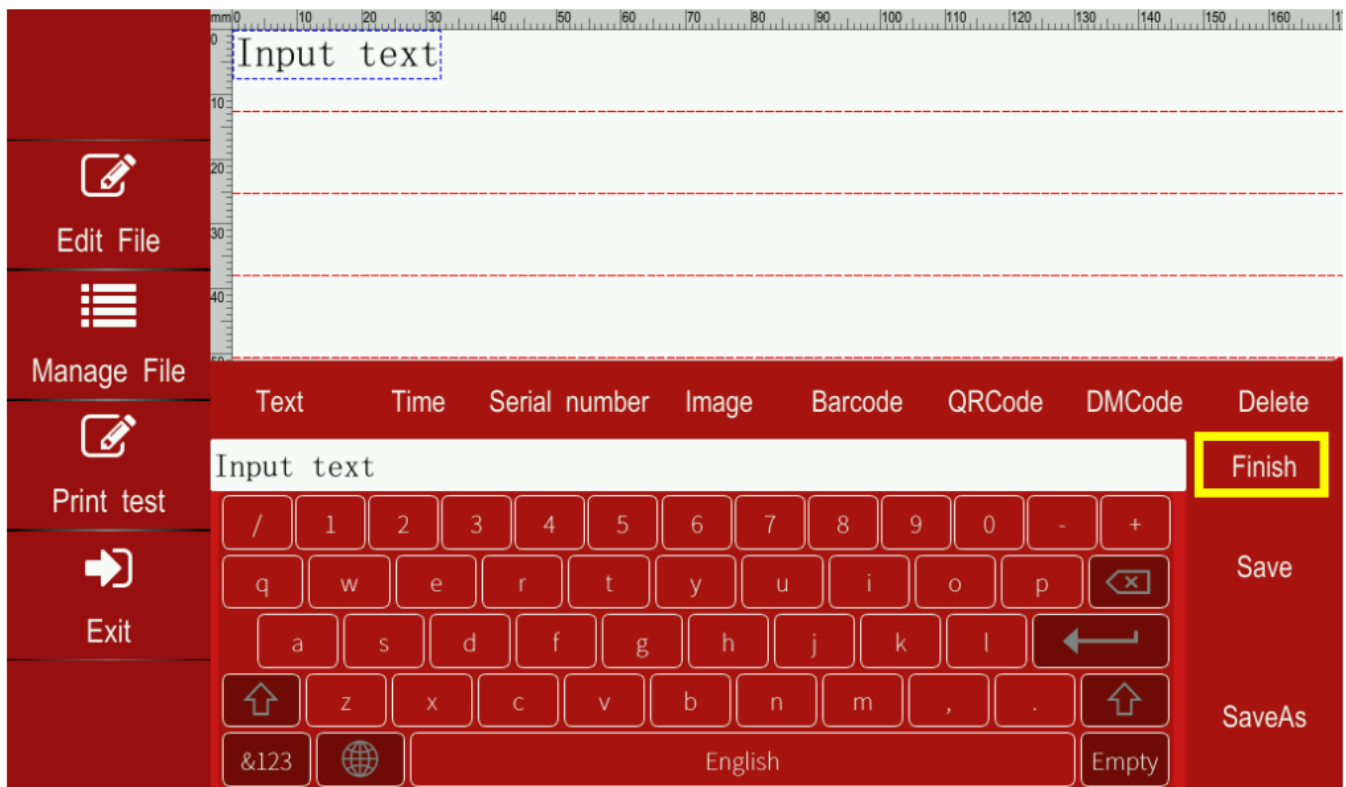 mm 0 10 20 30 40 50 60 70 80 90 100 110 120 130 140 150 160
0
Input text
10
20
Edit File
30
40
Manage File
Text Time Serial number Image Barcode QRCode DMCode Delete
Input text Finish
Print test
/ 1 2 3 4 5 6 7 8 9 0 - +
q w e r t y u i o p
Save
Exit
a s d f g h j k l
z x c v b n m , .
SaveAs
&123 English Empty